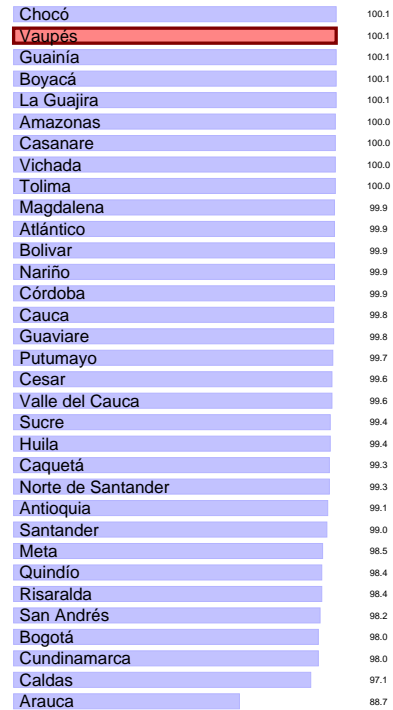 Chocó 100.1
Vaupés 100.1
Guainía 100.1
Boyacá 100.1
La Guajira 100.1
Amazonas 100.0
Casanare 100.0
Vichada 100.0
Tolima 100.0
Magdalena 99.9
Atlántico 99.9
Bolivar 99.9
Nariño 99.9
Córdoba 99.9
Cauca 99.8
Guaviare 99.8
Putumayo 99.7
Cesar 99.6
Valle del Cauca 99.6
Sucre 99.4
Huila 99.4
Caquetá 99.3
Norte de Santander 99.3
Antioquia 99.1
Santander 99.0
Meta 98.5
Quindío 98.4
Risaralda 98.4
San Andrés 98.2
Bogotá 98.0
Cundinamarca 98.0
Caldas 97.1
Arauca 88.7